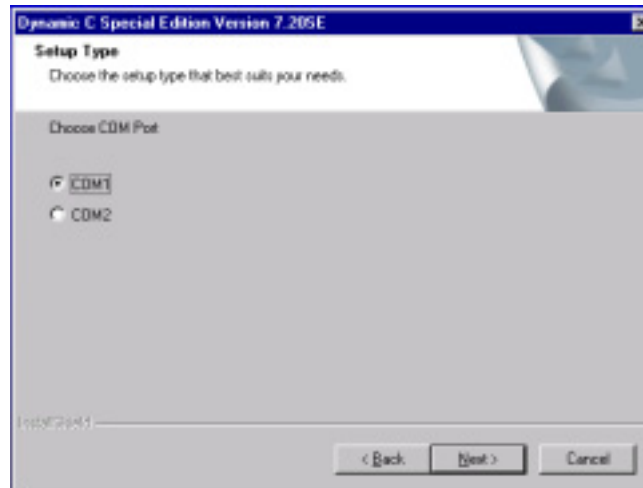 Dynamic C Special Edition Version 7.20SE
Setup Type
Choose the setup type that best suits your needs.
Choose COM Port
COM1
COM2
InstallShield
< Back Next > Cancel